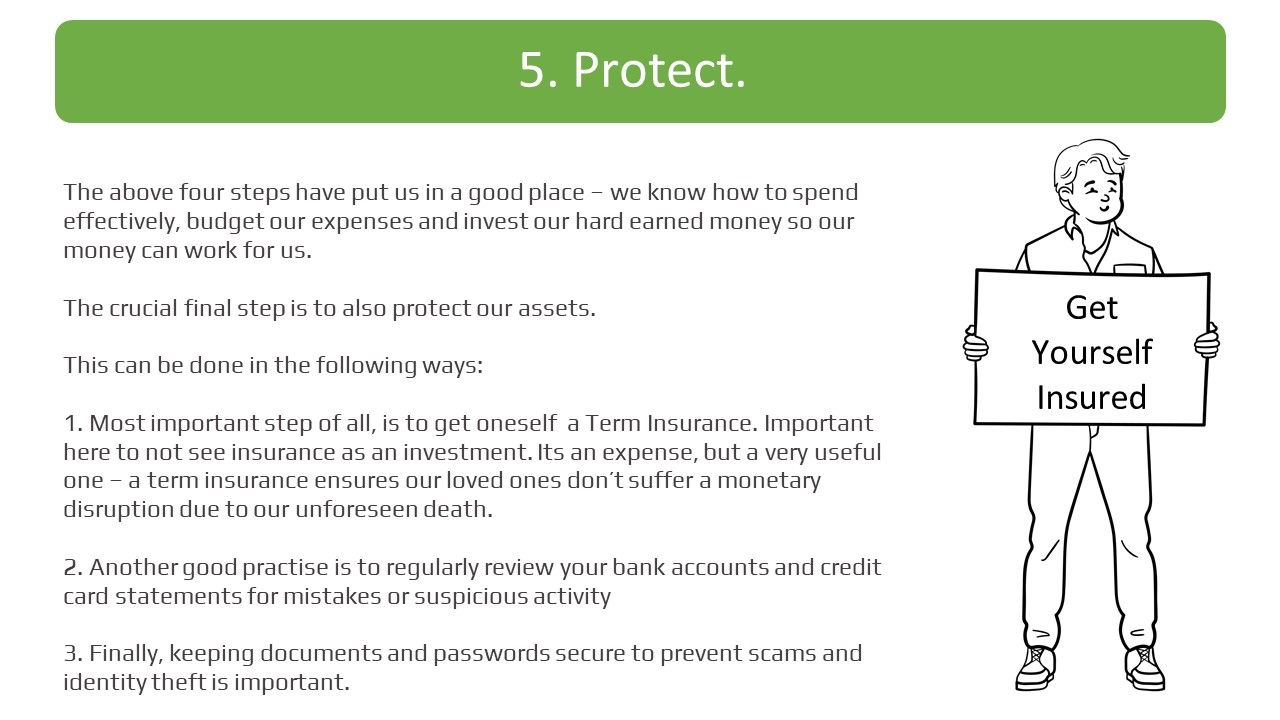 5. Protect.
The above four steps have put us in a good place – we know how to spend
effectively, budget our expenses and invest our hard earned money so our
money can work for us.
The crucial final step is to also protect our assets.
This can be done in the following ways:
1. Most important step of all, is to get oneself  a Term Insurance. Important
here to not see insurance as an investment. Its an expense, but a very useful
one – a term insurance ensures our loved ones don’t suffer a monetary
disruption due to our unforeseen death.
2. Another good practise is to regularly review your bank accounts and credit
card statements for mistakes or suspicious activity
3. Finally, keeping documents and passwords secure to prevent scams and
identity theft is important.
Get
Yourself
Insured